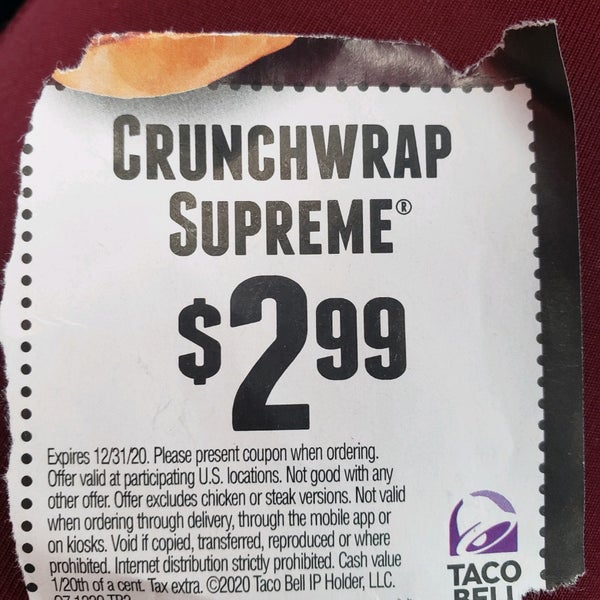 CRUNCHWRAP
SUPREME®
$2.99
Expires 12/31/20. Please present coupon when ordering.
Offer valid at participating U.S. locations. Not good with any
other offer. Offer excludes chicken or steak versions. Not valid
when ordering through delivery, through the mobile app or
on kiosks. Void if copied, transferred, reproduced or where
prohibited. Internet distribution strictly prohibited. Cash value
1/20th of a cent. Tax extra. ©2020 Taco Bell IP Holder, LLC.
TACO
BELL